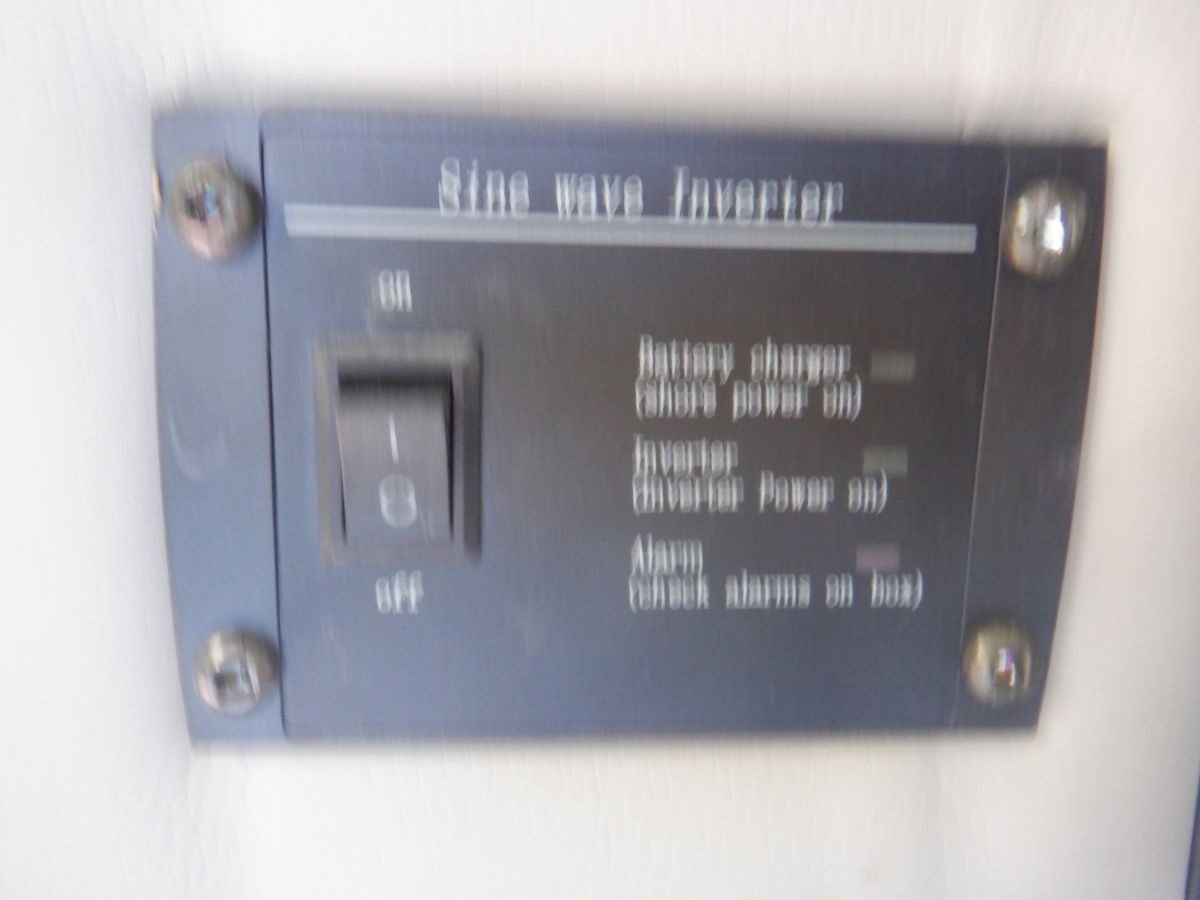 Sine wave Inverter
on
Battery charger
(shore power on)
Inverter
(Inverter Power on)
Alarm
(check alarms on box)
off